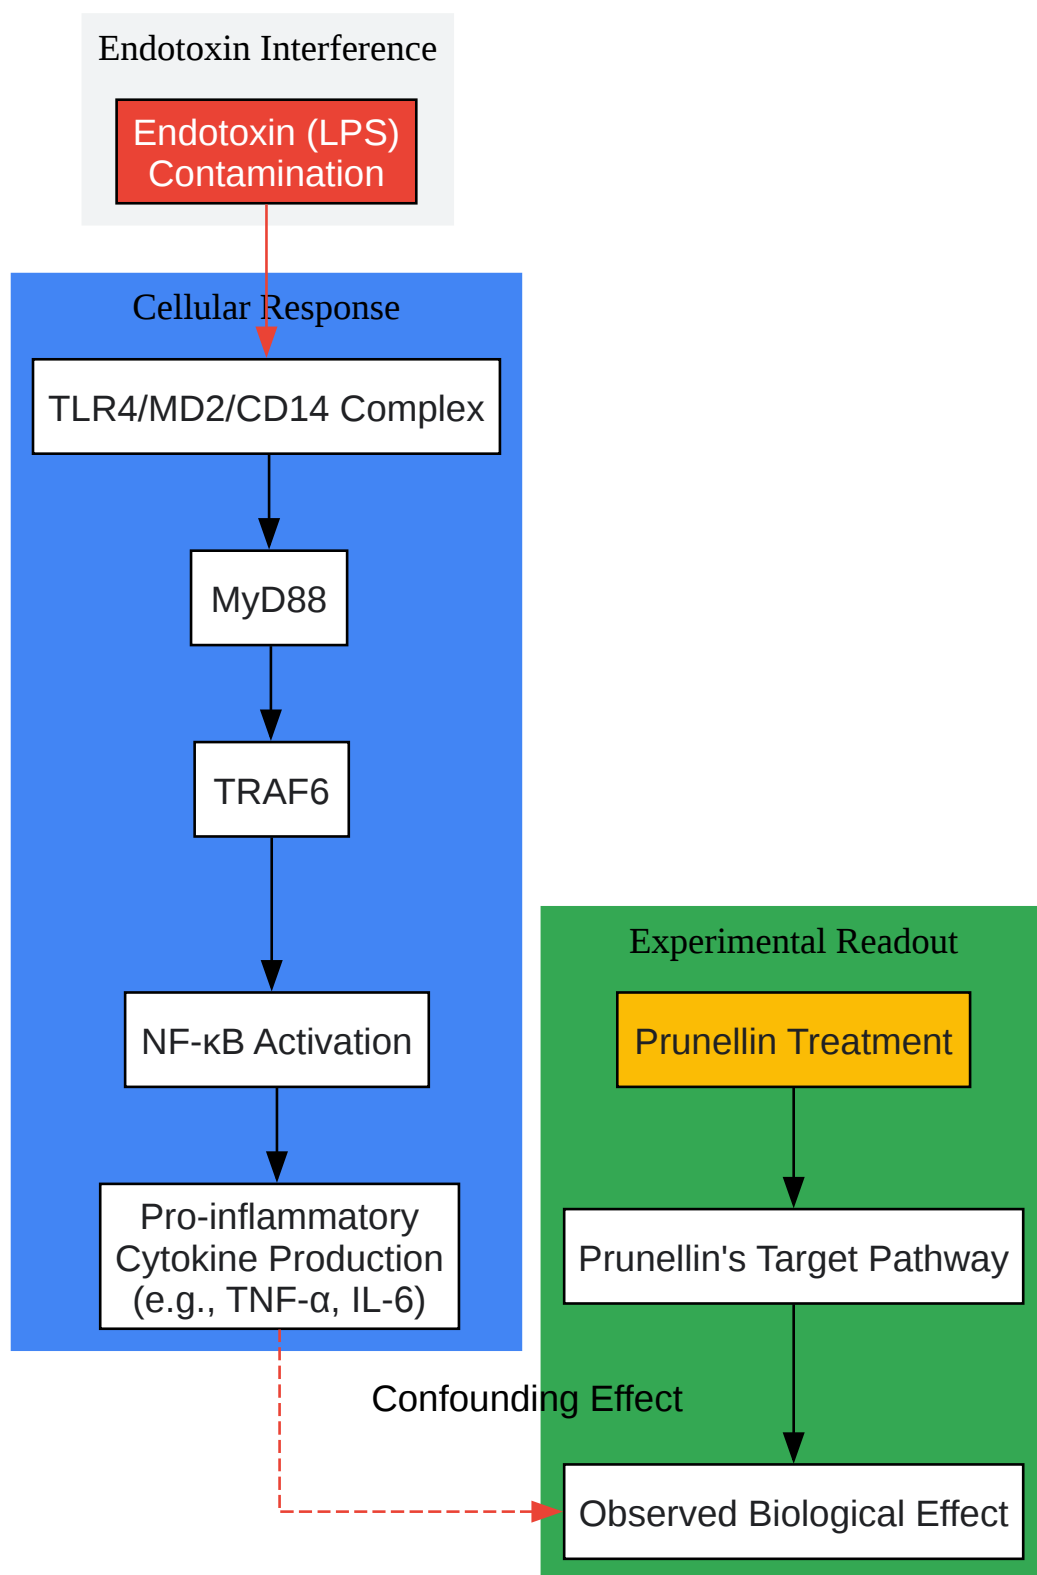 Endotoxin Interference
Endotoxin (LPS)
Contamination
Cellular Response
TLR4/MD2/CD14 Complex
MyD88
TRAF6
NF-κB Activation
Pro-inflammatory
Cytokine Production
(e.g., TNF-α, IL-6)
Experimental Readout
Prunellin Treatment
Prunellin's Target Pathway
Confounding Effect
Observed Biological Effect